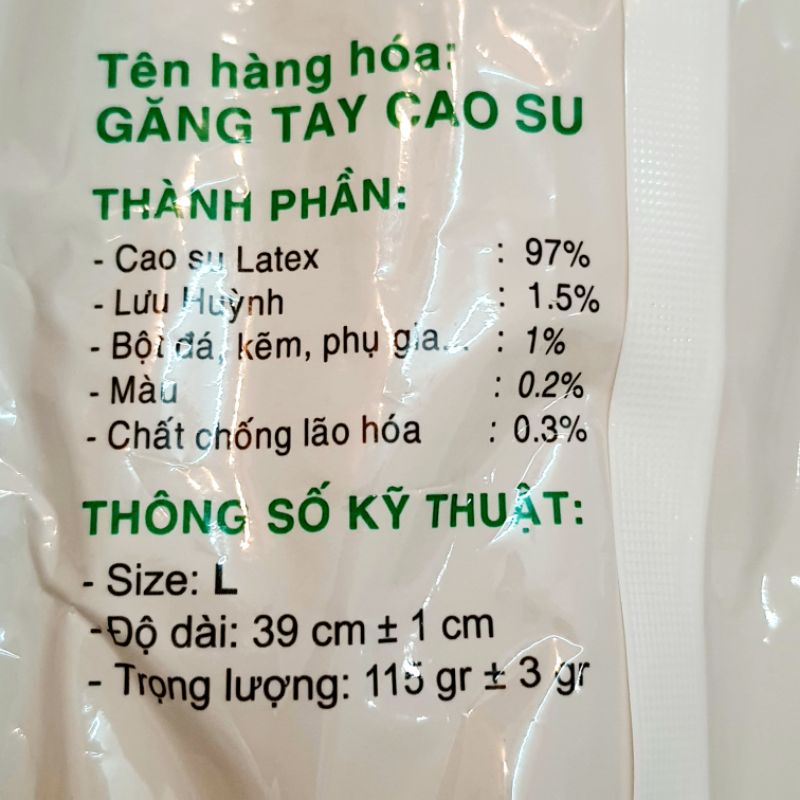 Tên hàng hóa:
GĂNG TAY CAO SU
THÀNH PHẦN:
- Cao su Latex : 97%
- Lưu Huỳnh : 1.5%
- Bột đá, kẽm, phụ gia... : 1%
- Màu : 0.2%
- Chất chống lão hóa : 0.3%
THÔNG SỐ KỸ THUẬT:
- Size: L
-Độ dài: 39 cm ± 1 cm
- Trọng lượng: 115 gr ± 3 gr